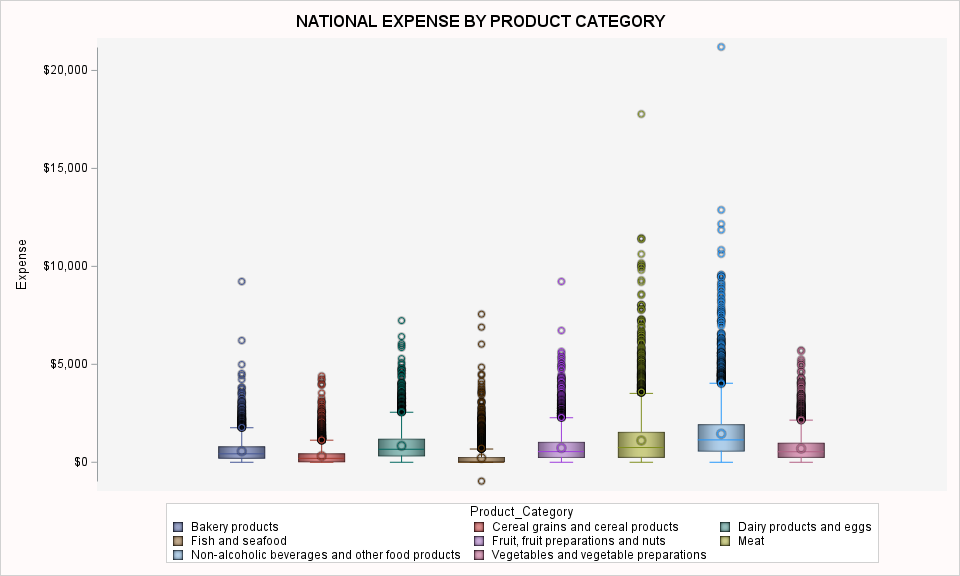 NATIONAL EXPENSE BY PRODUCT CATEGORY
$20,000
$15,000
$10,000
$5,000
$0
Expense
Product_Category
Bakery products
Cereal grains and cereal products
Dairy products and eggs
Fish and seafood
Fruit, fruit preparations and nuts
Meat
Non-alcoholic beverages and other food products
Vegetables and vegetable preparations